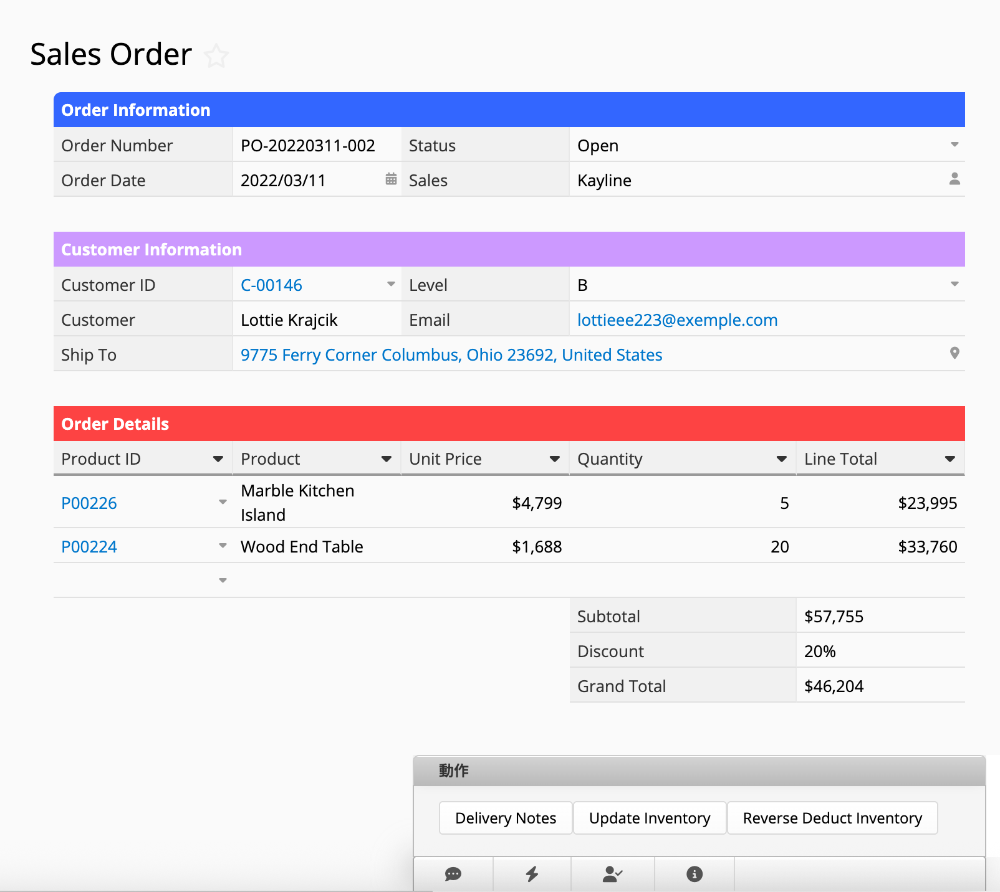 Sales Order
Order Information
Order Number PO-20220311-002 Status Open
Order Date 2022/03/11 Sales Kayline
Customer Information
Customer ID C-00146 Level B
Customer Lottie Krajcik Email lottieee223@exemple.com
Ship To 9775 Ferry Corner Columbus, Ohio 23692, United States
Order Details
Product ID Product Unit Price Quantity Line Total
P00226 Marble Kitchen Island $4,799 5 $23,995
P00224 Wood End Table $1,688 20 $33,760
Subtotal $57,755
Discount 20%
Grand Total $46,204
動作
Delivery Notes Update Inventory Reverse Deduct Inventory